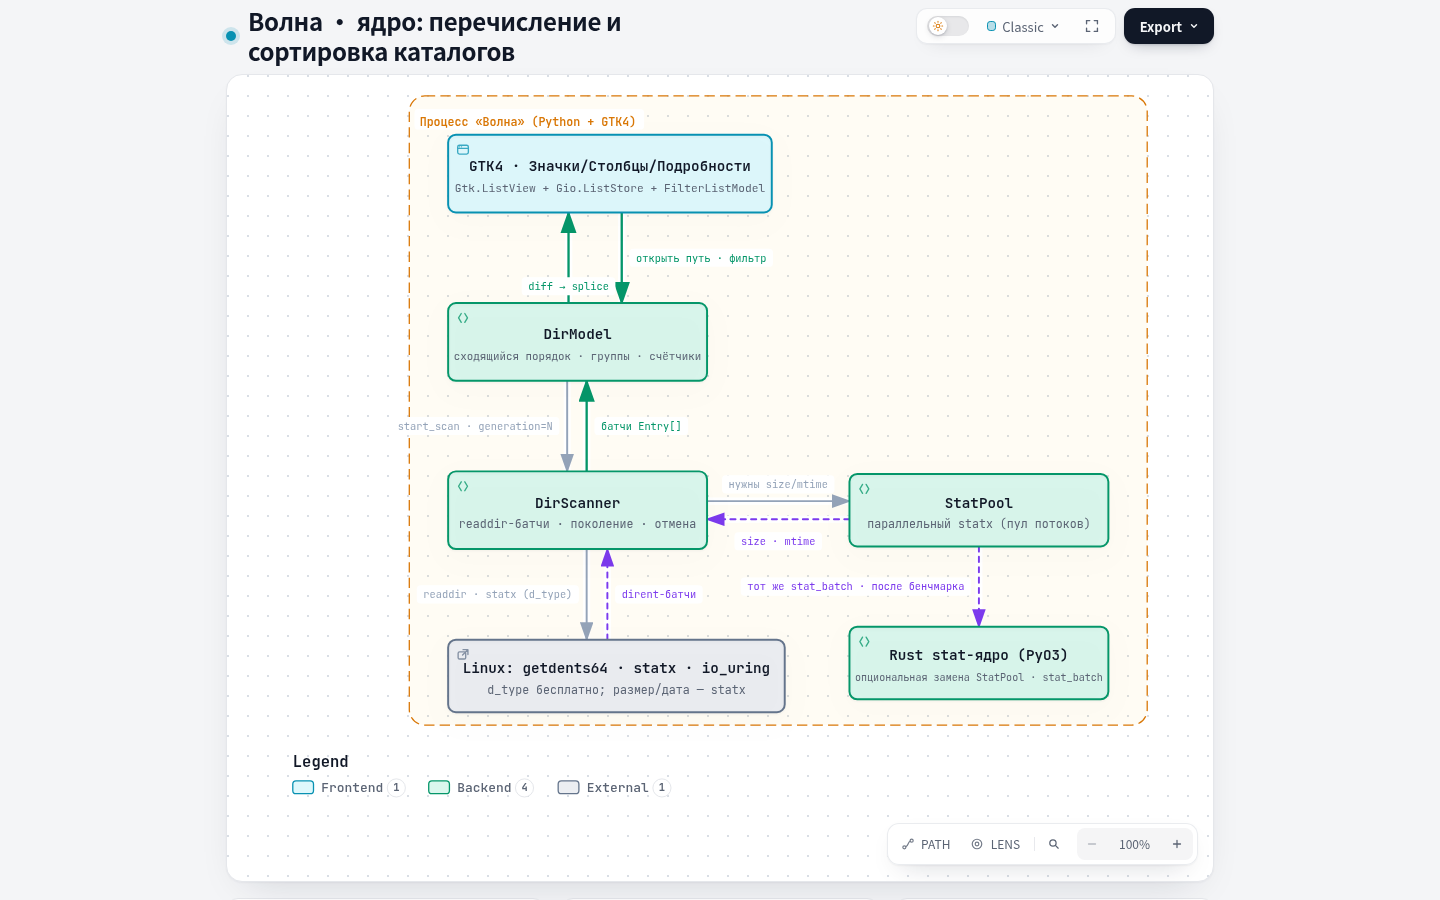 Волна · ядро: перечисление и
сортировка каталогов
Classic
Export
Процесс «Волна» (Python + GTK4)
GTK4 · Значки/Столбцы/Подробности
Gtk.ListView + Gio.ListStore + FilterListModel
открыть путь · фильтр
diff → splice
DirModel
сходящийся порядок · группы · счётчики
start_scan · generation=N
батчи Entry[]
DirScanner
readdir-батчи · поколение · отмена
нужны size/mtime
size · mtime
StatPool
параллельный statx (пул потоков)
readdir · statx (d_type)
dirent-батчи
тот же stat_batch · после бенчмарка
Linux: getdents64 · statx · io_uring
d_type бесплатно; размер/дата — statx
Rust stat-ядро (PyO3)
опциональная замена StatPool · stat_batch
Legend
Frontend 1
Backend 4
External 1
PATH
LENS
− 100% +